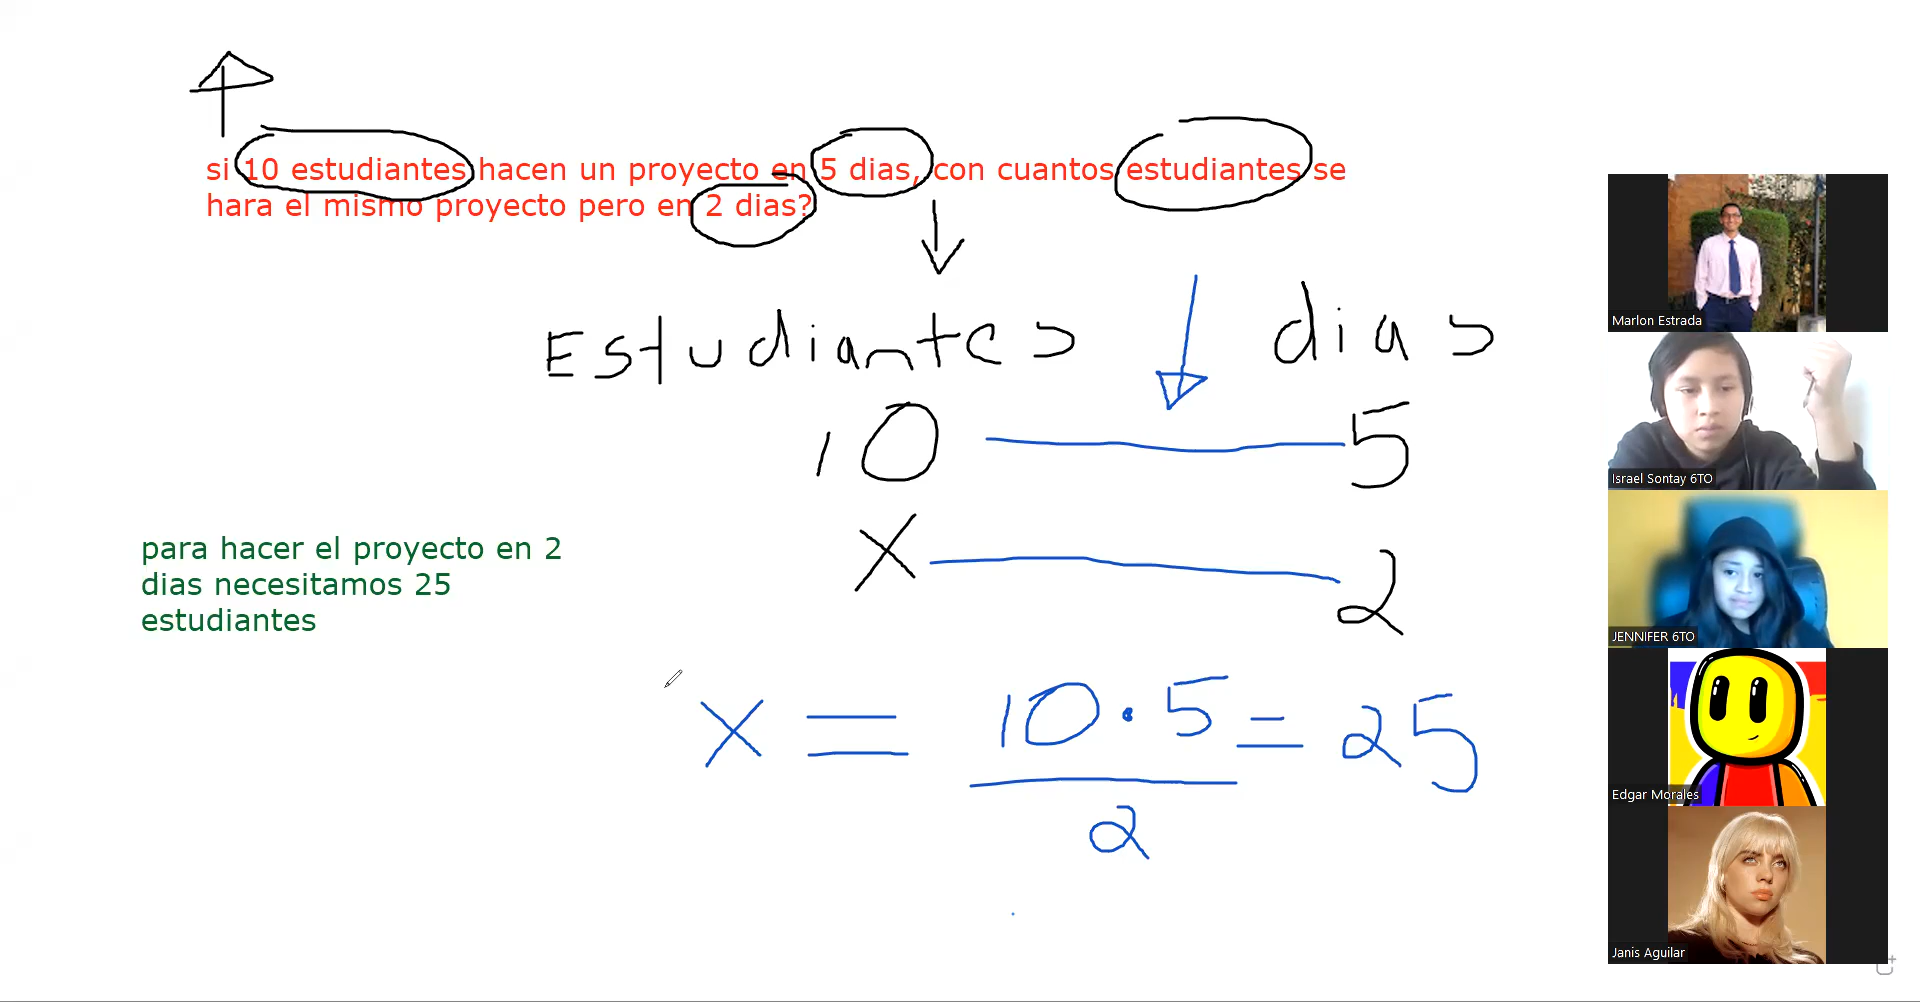 si 10 estudiantes hacen un proyecto en 5 dias, con cuantos estudiantes se
hara el mismo proyecto pero en 2 dias?
Estudiantes dias
10 5
x 2
para hacer el proyecto en 2
dias necesitamos 25
estudiantes
x = 10 · 5 = 25
2
Marlon Estrada
Israel Sontay 6TO
JENNIFER 6TO
Edgar Morales
Janis Aguilar